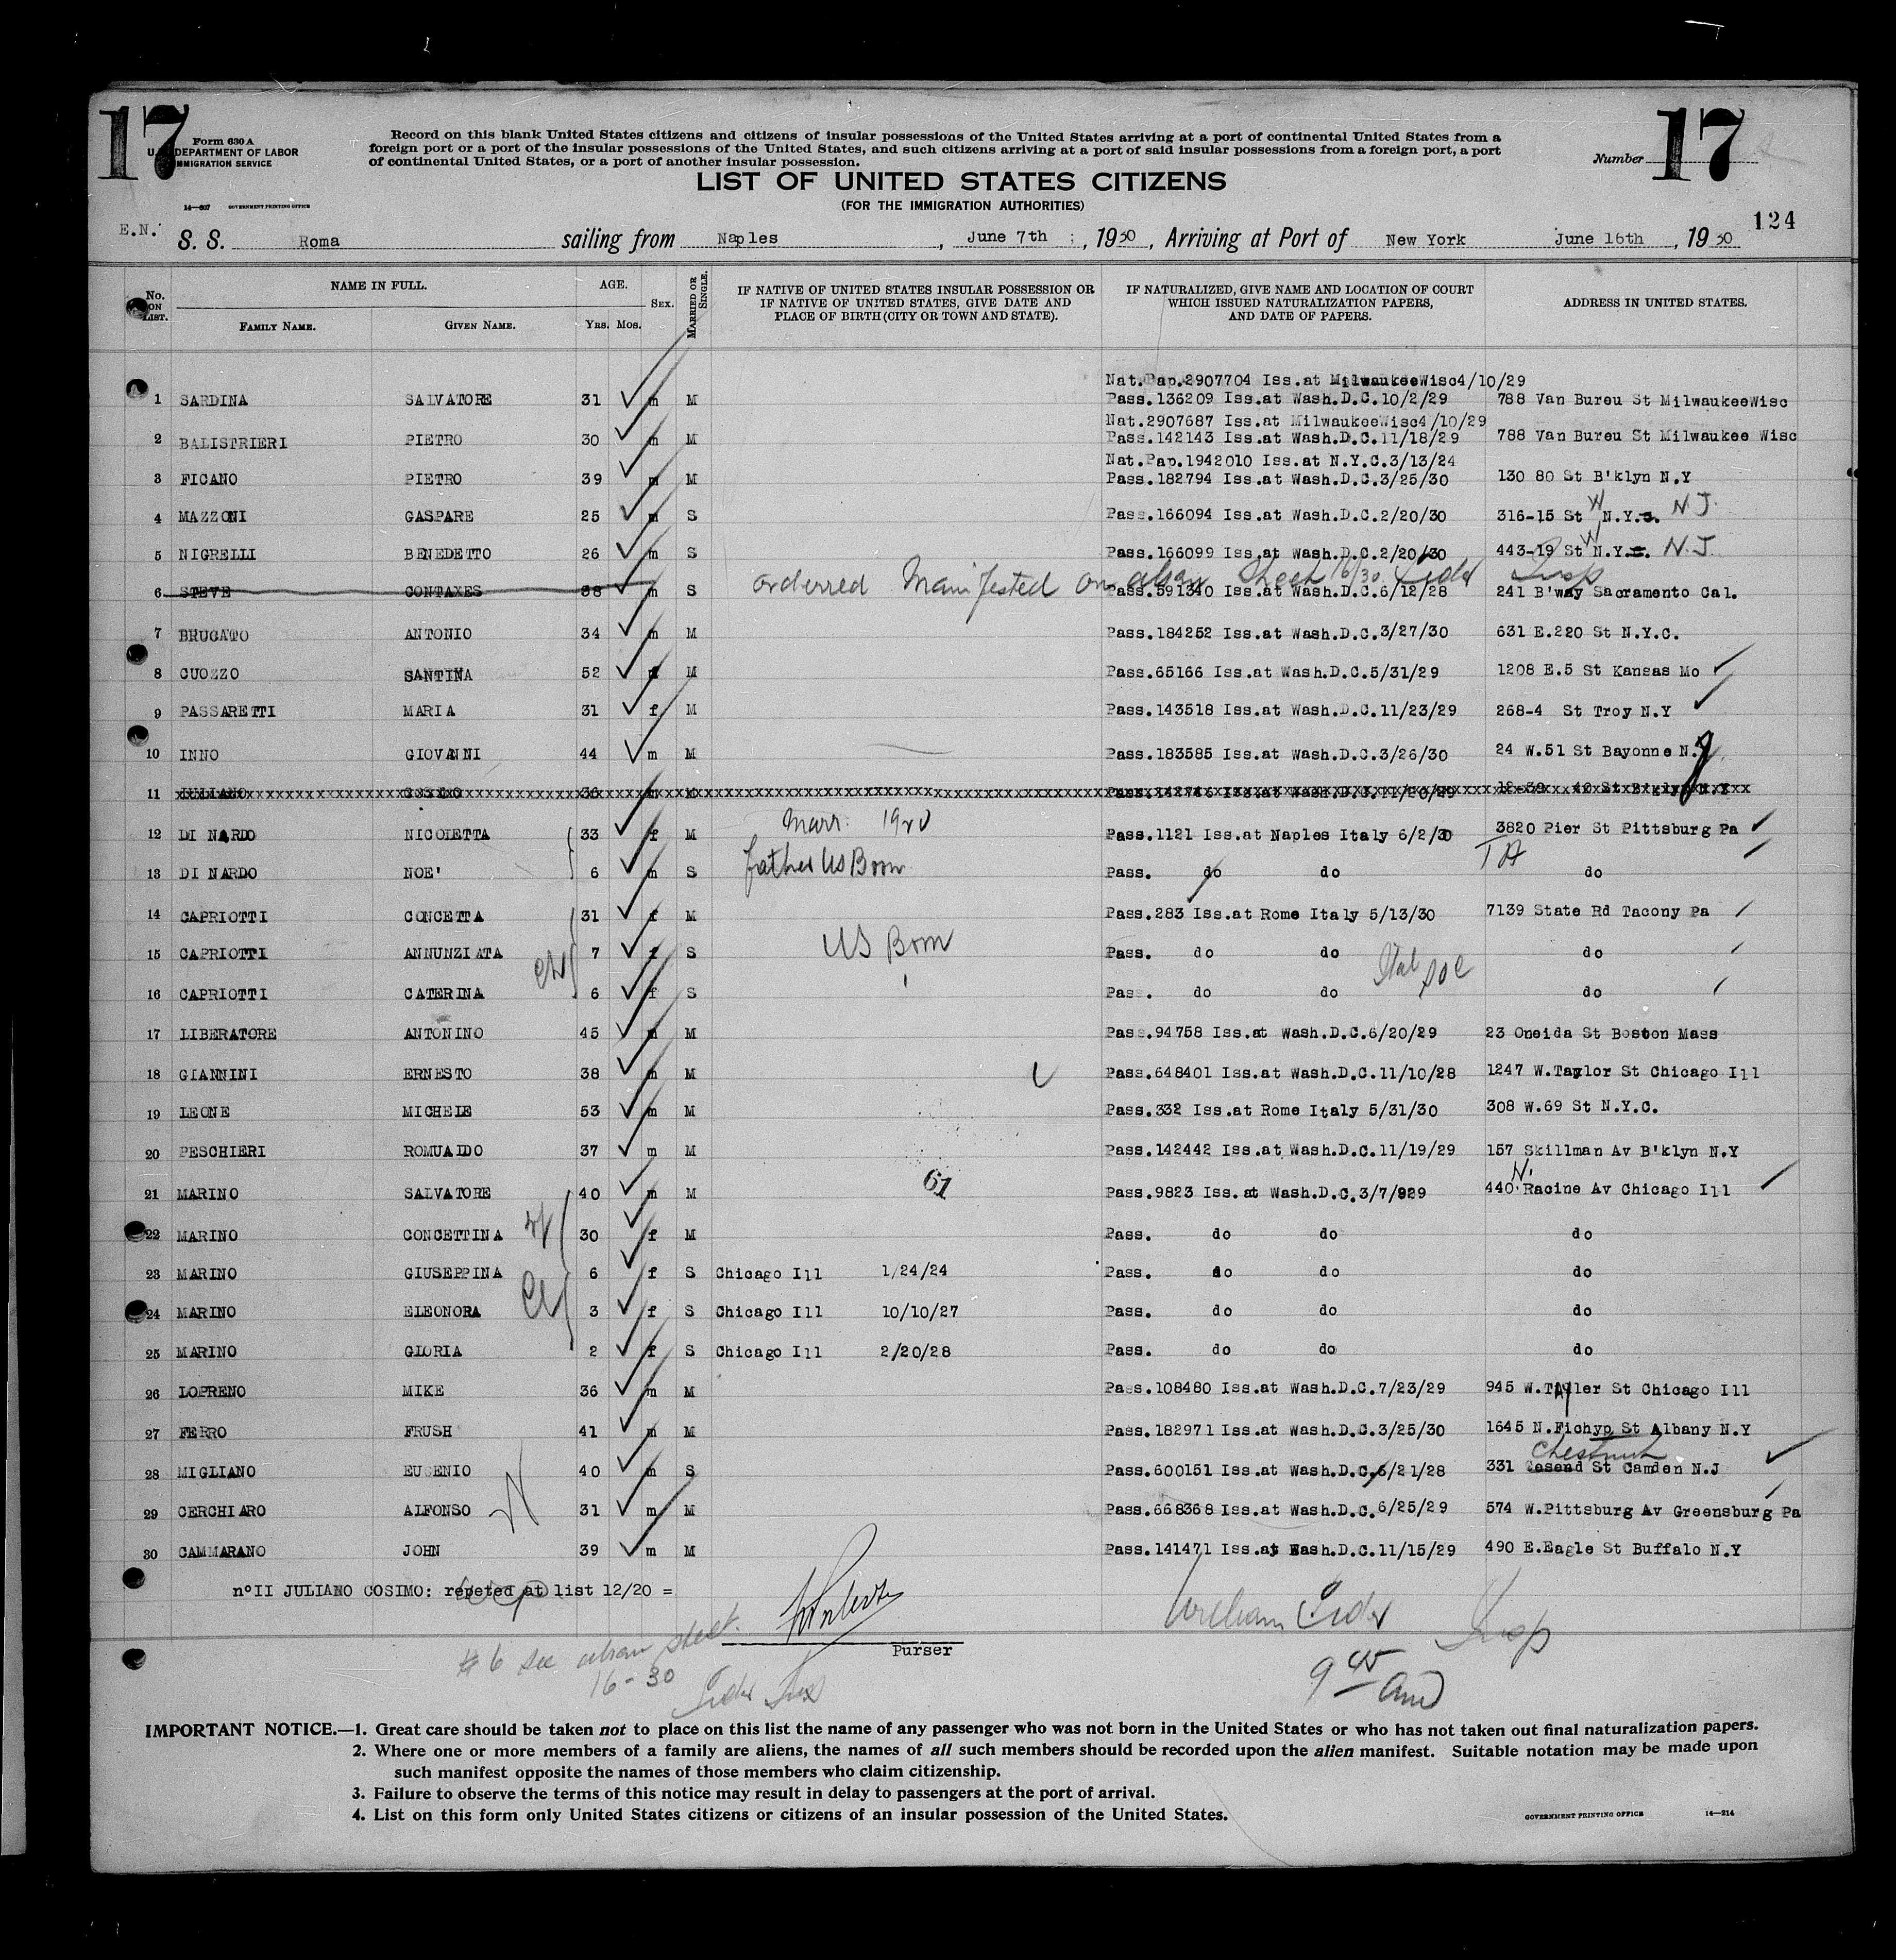 17
17
Form 630 A
U. S. DEPARTMENT OF LABOR
IMMIGRATION SERVICE
Record on this blank United States citizens and citizens of insular possessions of the United States arriving at a port of continental United States from a
foreign port or a port of the insular possessions of the United States, and such citizens arriving at a port of said insular possessions from a foreign port, a port
of continental United States, or a port of another insular possession.
Number
LIST OF UNITED STATES CITIZENS
(FOR THE IMMIGRATION AUTHORITIES)
14—607 GOVERNMENT PRINTING OFFICE
124
E.N. S. S. Roma sailing from Naples, June 7th, 1930, Arriving at Port of New York June 16th, 1930
No. ON LIST. NAME IN FULL. AGE. SEX. MARRIED OR SINGLE. IF NATIVE OF UNITED STATES INSULAR POSSESSION OR IF NATIVE OF UNITED STATES, GIVE DATE AND PLACE OF BIRTH (CITY OR TOWN AND STATE). IF NATURALIZED, GIVE NAME AND LOCATION OF COURT WHICH ISSUED NATURALIZATION PAPERS, AND DATE OF PAPERS. ADDRESS IN UNITED STATES.
FAMILY NAME. GIVEN NAME. Yrs. Mos.
Nat.Pap.2907704 Iss.at MilwaukeeWisc4/10/29
1 SARDINA SALVATORE 31 m M Pass.136209 Iss.at Wash.D.C.10/2/29 788 Van Bureu St MilwaukeeWisc
Nat.2907687 Iss.at MilwaukeeWisc4/10/29
2 BALISTRIERI PIETRO 30 m M Pass.142143 Iss.at Wash.D.C.11/18/29 788 Van Bureu St Milwaukee Wisc
Nat.Pap.1942010 Iss.at N.Y.C.3/13/24
3 FICANO PIETRO 39 m M Pass.182794 Iss.at Wash.D.C.3/25/30 130 80 St B'klyn N.Y
4 MAZZONI GASPARE 25 m S Pass.166094 Iss.at Wash.D.C.2/20/30 316-15 St W N.Y.C. N.J.
5 NIGRELLI BENEDETTO 26 m S Pass.166099 Iss.at Wash.D.C.2/20/30 443-19 St W N.Y.C. N.J.
orderred Manifested on alien Sheet 16/30 Insp
6 STEVE CONTAXES 38 m S Pass.591340 Iss.at Wash.D.C.6/12/28 241 B'way Sacramento Cal.
7 BRUCATO ANTONIO 34 m M Pass.184252 Iss.at Wash.D.C.3/27/30 631 E.220 St N.Y.C.
8 CUOZZO SANTINA 52 f M Pass.65166 Iss.at Wash.D.C.5/31/29 1208 E.5 St Kansas Mo
9 PASSARETTI MARIA 31 f M Pass.143518 Iss.at Wash.D.C.11/23/29 268-4 St Troy N.Y
10 INNO GIOVANNI 44 m M Pass.183585 Iss.at Wash.D.C.3/26/30 24 W.51 St Bayonne N.J
11 JULIANO COSIMO 36 m M
Marr. 1920
12 DI NARDO NICOLETTA 33 f M Pass.1121 Iss.at Naples Italy 6/2/30 3820 Pier St Pittsburg Pa
father US Born
13 DI NARDO NOE' 6 m S Pass. do do do
14 CAPRIOTTI CONCETTA 31 f M Pass.283 Iss.at Rome Italy 5/13/30 7139 State Rd Tacony Pa
US Born
15 CAPRIOTTI ANNUNZIATA 7 f S Pass. do do do
Ital Soc
16 CAPRIOTTI CATERINA 6 f S Pass. do do do
17 LIBERATORE ANTONINO 45 m M Pass.94758 Iss.at Wash.D.C.6/20/29 23 Oneida St Boston Mass
18 GIANNINI ERNESTO 38 m M Pass.648401 Iss.at Wash.D.C.11/10/28 1247 W.Taylor St Chicago Ill
19 LEONE MICHELE 53 m M Pass.332 Iss.at Rome Italy 5/31/30 308 W.69 St N.Y.C.
20 PESCHIERI ROMUALDO 37 m M Pass.142442 Iss.at Wash.D.C.11/19/29 157 Skillman Av B'klyn N.Y
61
21 MARINO SALVATORE 40 m M Pass.9823 Iss.at Wash.D.C.3/7/929 440 N. Racine Av Chicago Ill
22 MARINO CONCETTINA 30 f M Pass. do do do
23 MARINO GIUSEPPINA 6 f S Chicago Ill 1/24/24 Pass. do do do
24 MARINO ELEONORA 3 f S Chicago Ill 10/10/27 Pass. do do do
25 MARINO GLORIA 2 f S Chicago Ill 2/20/28 Pass. do do do
26 LOPRENO MIKE 36 m M Pass.108480 Iss.at Wash.D.C.7/23/29 945 W.Tayller St Chicago Ill
27 FERRO FRUSH 41 m M Pass.182971 Iss.at Wash.D.C.3/25/30 1645 N.Fichyp St Albany N.Y
Chestnut
28 MIGLIANO EUGENIO 40 m S Pass.600151 Iss.at Wash.D.C.6/21/28 331 St Camden N.J
29 CERCHIARO ALFONSO 31 m M Pass.668368 Iss.at Wash.D.C.6/25/29 574 W.Pittsburg Av Greensburg Pa
30 CAMMARANO JOHN 39 m M Pass.141471 Iss.at Wash.D.C.11/15/29 490 E.Eagle St Buffalo N.Y
n°II JULIANO COSIMO: repeted at list 12/20 =
William Insp
# 6 see alien sheet.
16-30
Purser
9 45 am
IMPORTANT NOTICE.—1. Great care should be taken not to place on this list the name of any passenger who was not born in the United States or who has not taken out final naturalization papers.
2. Where one or more members of a family are aliens, the names of all such members should be recorded upon the alien manifest. Suitable notation may be made upon
such manifest opposite the names of those members who claim citizenship.
3. Failure to observe the terms of this notice may result in delay to passengers at the port of arrival.
4. List on this form only United States citizens or citizens of an insular possession of the United States.
GOVERNMENT PRINTING OFFICE 14—214